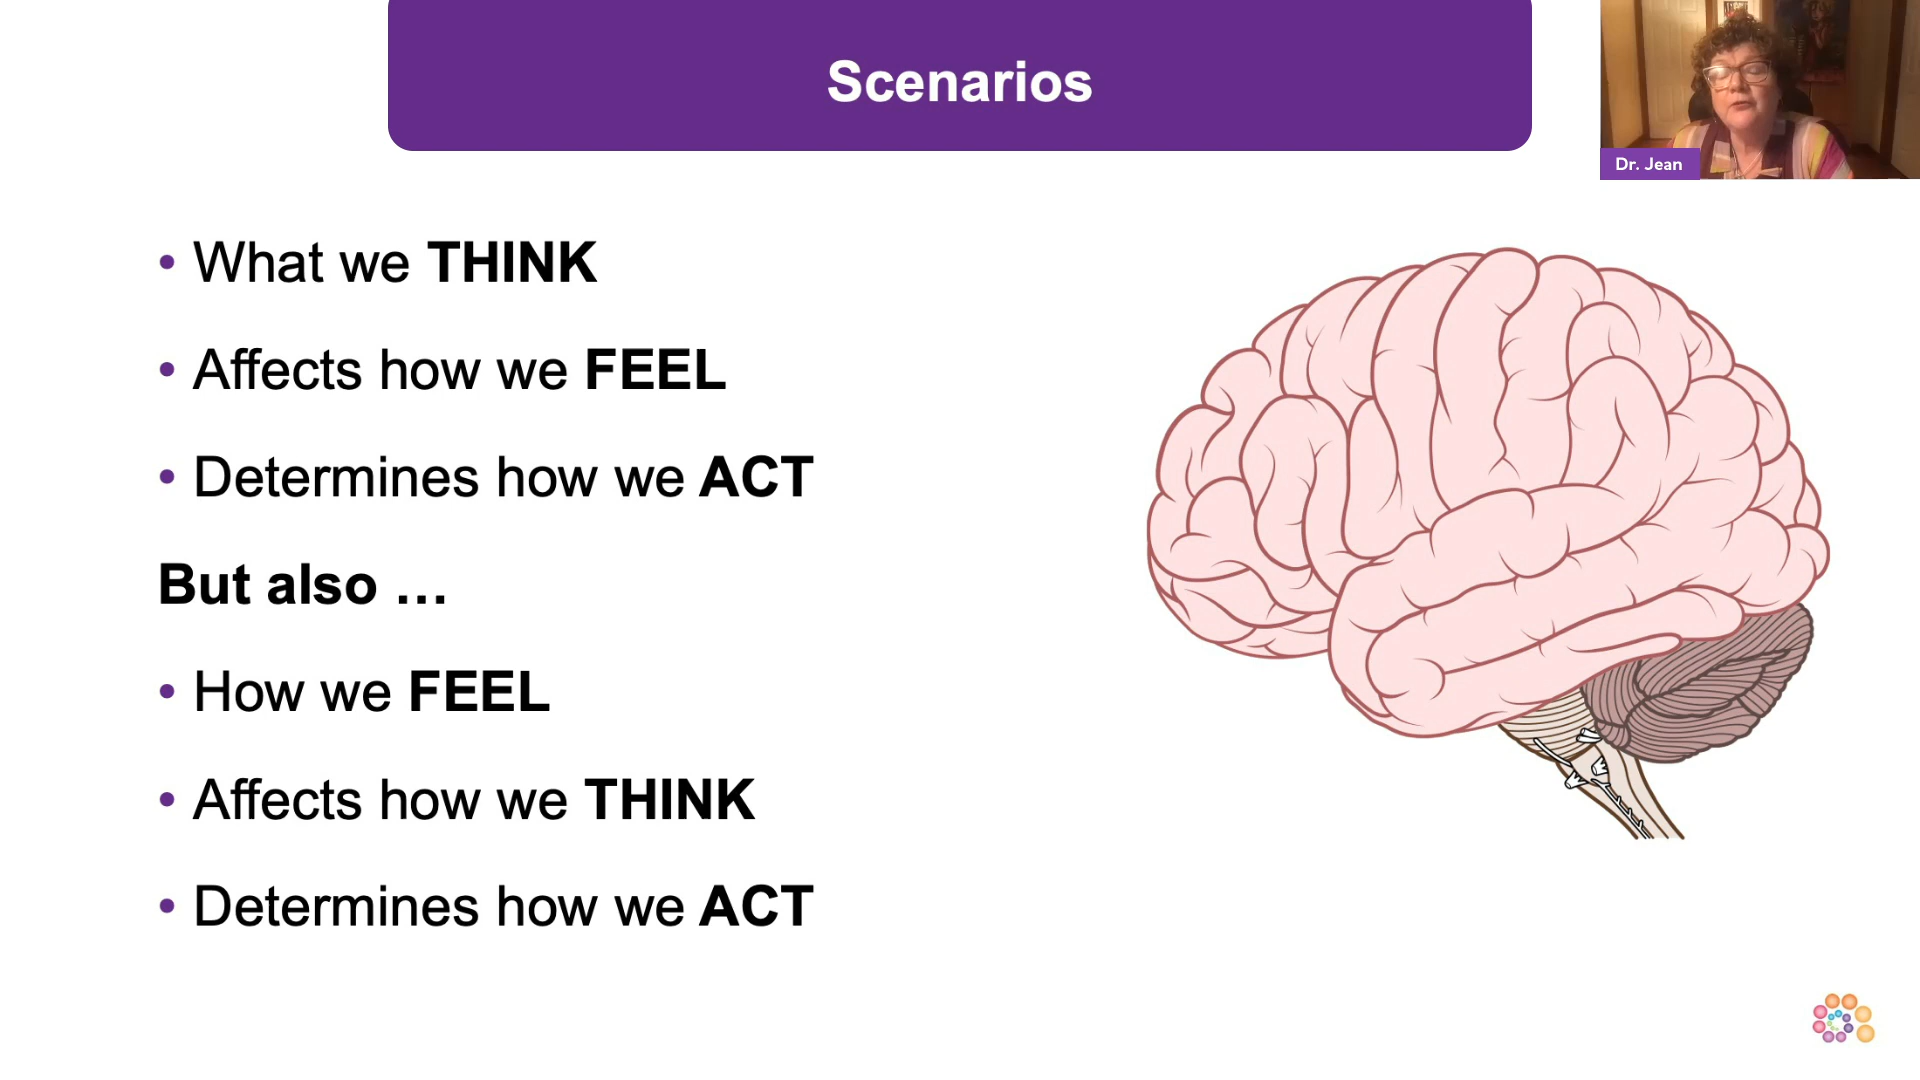 Scenarios
Dr. Jean
• What we THINK
• Affects how we FEEL
• Determines how we ACT
But also …
• How we FEEL
• Affects how we THINK
• Determines how we ACT